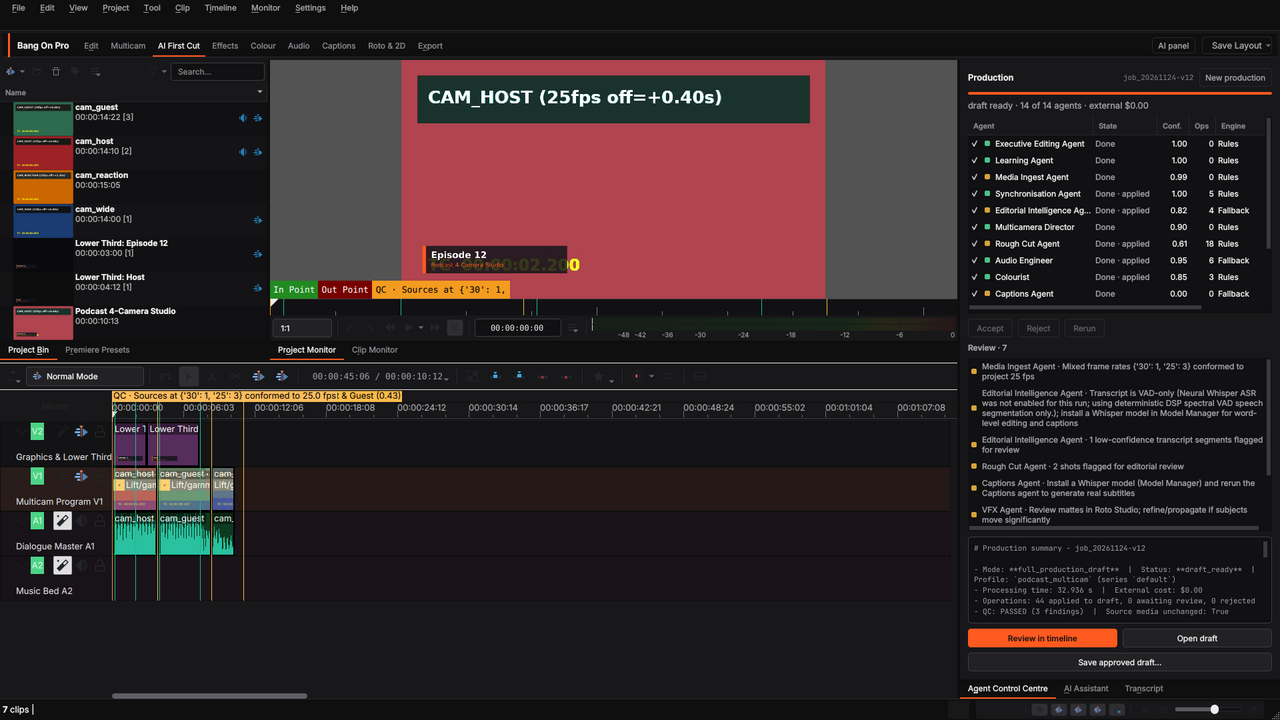 File Edit View Project Tool Clip Timeline Monitor Settings Help
Bang On Pro Edit Multicam AI First Cut Effects Colour Audio Captions Roto & 2D Export AI panel Save Layout
Search...
Name
cam_guest
00:00:14:22 [3]
cam_host
00:00:14:10 [2]
cam_reaction
00:00:15:05
cam_wide
00:00:14:00 [1]
Lower Third: Episode 12
00:00:03:00 [1]
Lower Third: Host
00:00:04:12 [1]
Podcast 4-Camera Studio
00:00:10:13
Project Bin Premiere Presets
CAM_HOST (25fps off=+0.40s)
Episode 12
Podcast 4-Camera Studio
00:00:02.200
In Point Out Point QC · Sources at {'30': 1,
1:1 00:00:00:00 -48 -42 -36 -30 -24 -18 -12 -6 0
Project Monitor Clip Monitor
Production job_20261124-v12 New production
draft ready · 14 of 14 agents · external $0.00
Agent State Conf. Ops Engine
Executive Editing Agent Done 1.00 0 Rules
Learning Agent Done 1.00 0 Rules
Media Ingest Agent Done 0.99 0 Rules
Synchronisation Agent Done · applied 1.00 5 Rules
Editorial Intelligence Ag... Done · applied 0.82 4 Fallback
Multicamera Director Done 0.90 0 Rules
Rough Cut Agent Done · applied 0.61 18 Rules
Audio Engineer Done · applied 0.95 6 Rules
Colourist Done · applied 0.85 3 Rules
Captions Agent Done 0.00 0 Fallback
Accept Reject Rerun
Review · 7
Media Ingest Agent · Mixed frame rates {'30': 1, '25': 3} conformed to
project 25 fps
Editorial Intelligence Agent · Transcript is VAD-only (Neural Whisper ASR
was not enabled for this run; using deterministic DSP spectral VAD speech
segmentation only.); install a Whisper model in Model Manager for word-
level editing and captions
Editorial Intelligence Agent · 1 low-confidence transcript segments flagged
for review
Rough Cut Agent · 2 shots flagged for editorial review
Captions Agent · Install a Whisper model (Model Manager) and rerun the
Captions agent to generate real subtitles
VFX Agent · Review mattes in Roto Studio; refine/propagate if subjects
move significantly
# Production summary - job_20261124-v12
- Mode: **full_production_draft** | Status: **draft_ready** |
Profile: `podcast_multicam` (series `default`)
- Processing time: 32.936 s | External cost: $0.00
- Operations: 44 applied to draft, 0 awaiting review, 0 rejected
- QC: PASSED (3 findings) | Source media unchanged: True
Review in timeline Open draft
Save approved draft...
Agent Control Centre AI Assistant Transcript
Normal Mode 00:00:45:06 / 00:00:10:12
QC · Sources at {'30': 1, '25': 3} conformed to 25.0 fps! & Guest (0.43)
Master 00:00:00:00 00:00:06:03 00:00:12:06 00:00:18:09 00:00:24:12 00:00:30:14 00:00:36:17 00:00:42:21 00:00:48:24 00:00:55:02 00:01:01:04 00:01:07:08
V2 Lower T Lower Third
Graphics & Lower Third
V1 cam_host cam_guest cam_
Lift/gam Lift/gamm Lift/g
Multicam Program V1
A1 cam_host cam_guest cam_
Dialogue Master A1
A2
Music Bed A2
7 clips